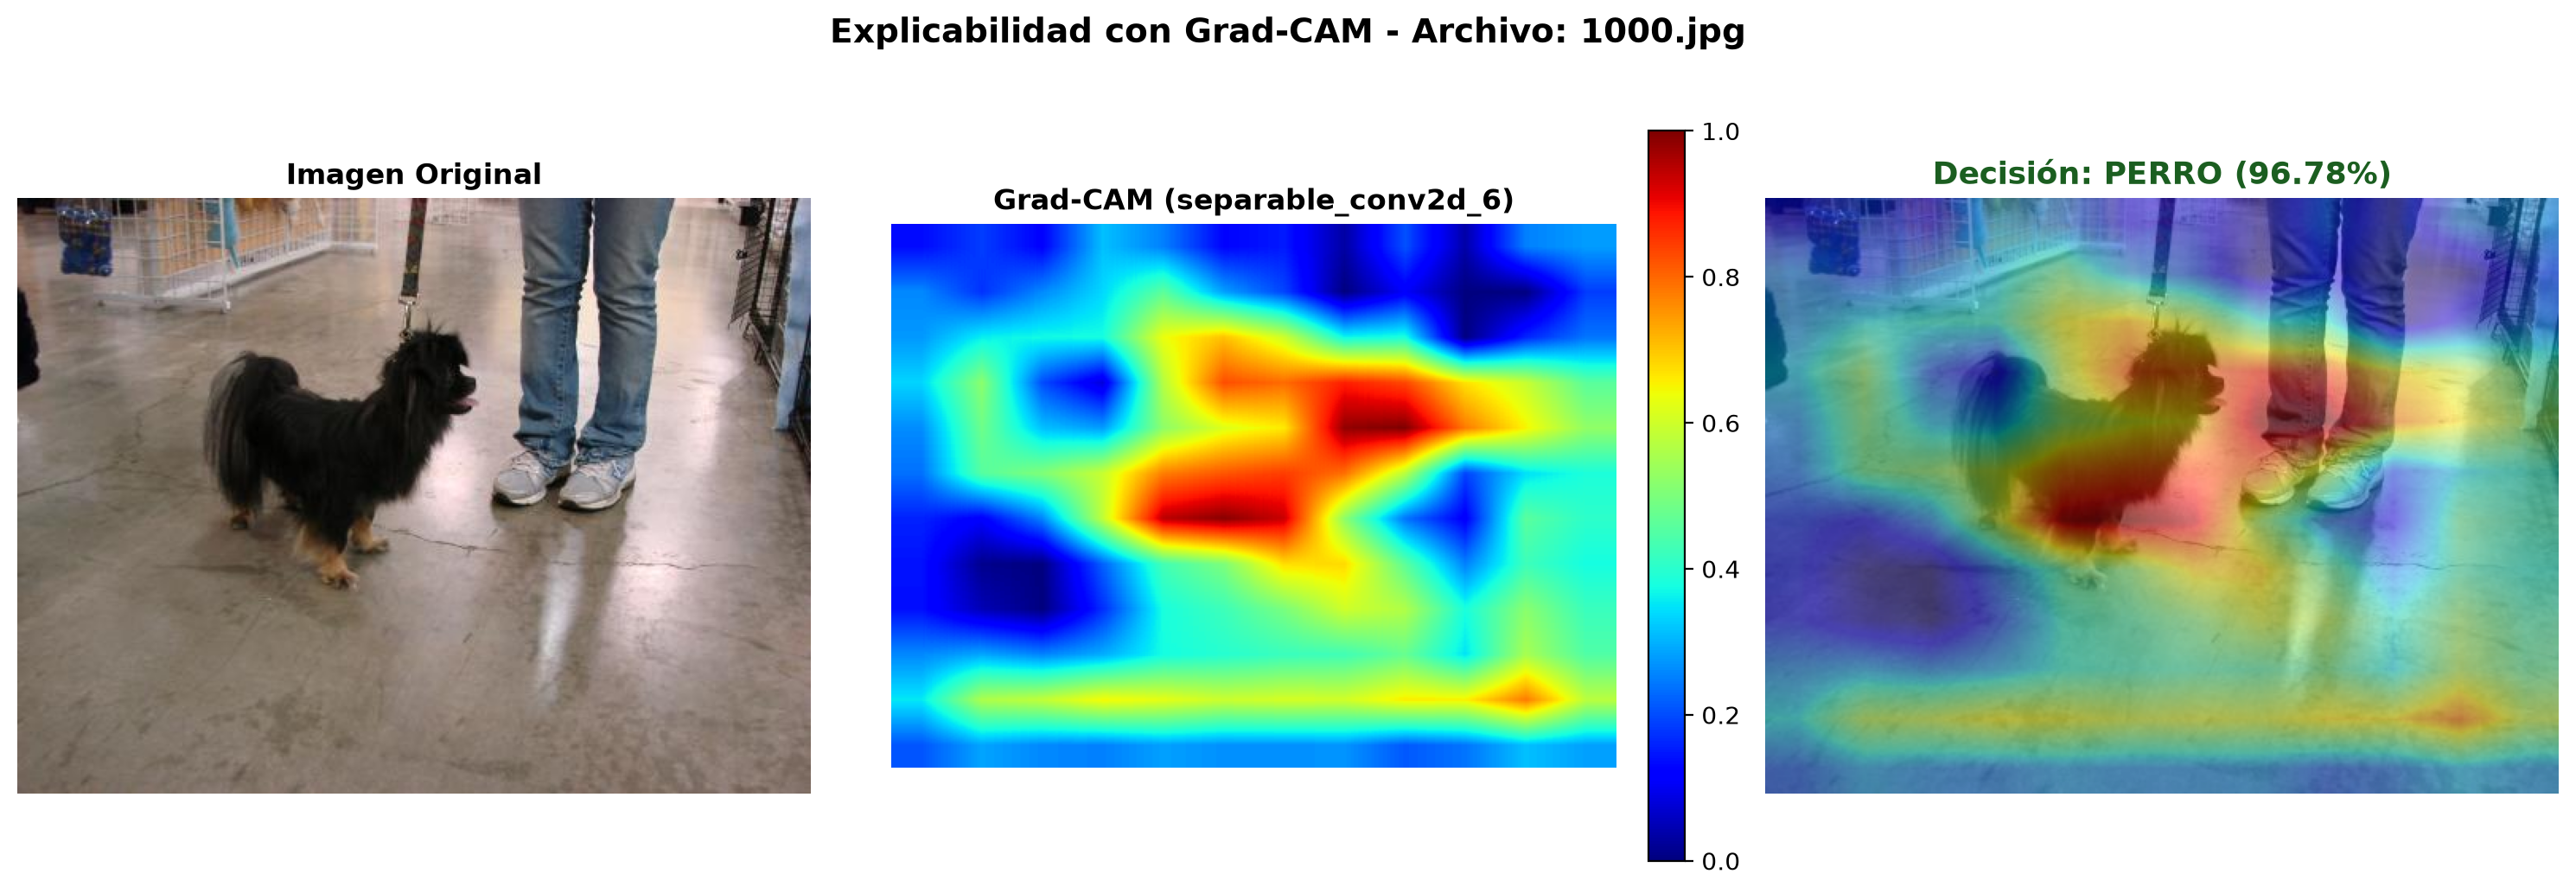 Explicabilidad con Grad-CAM - Archivo: 1000.jpg
Imagen Original
Grad-CAM (separable_conv2d_6)
1.0
0.8
0.6
0.4
0.2
0.0
Decisión: PERRO (96.78%)